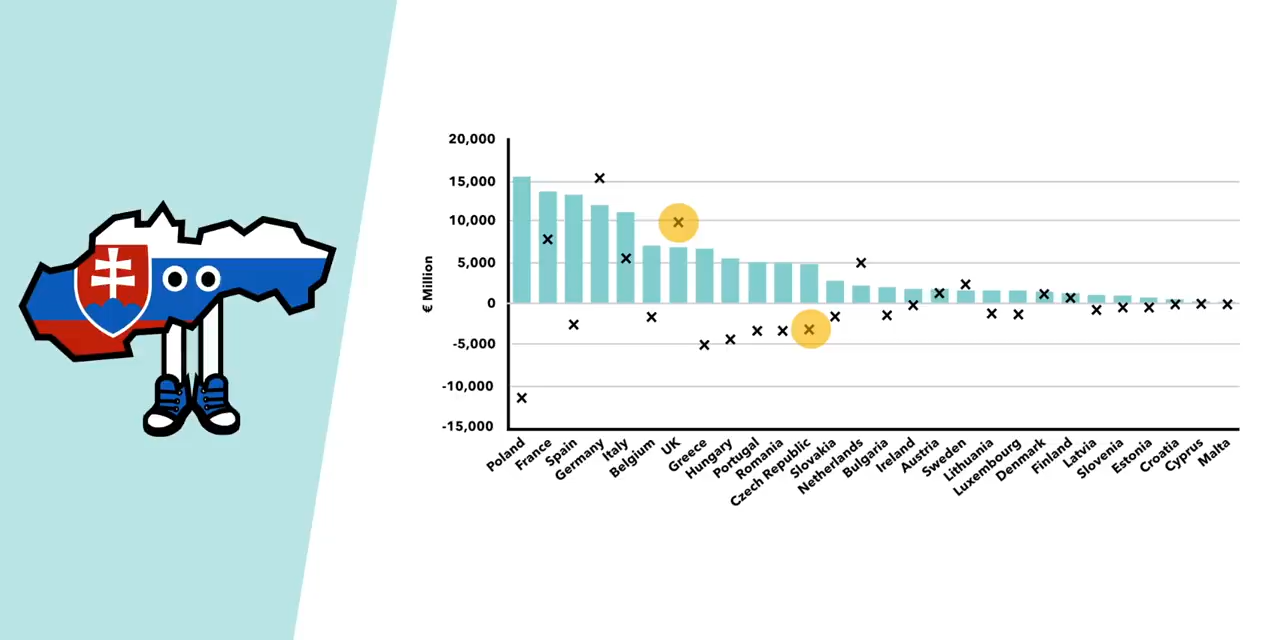 20,000
15,000
10,000
5,000
0
-5,000
-10,000
-15,000
€ Million
Poland
France
Spain
Germany
Italy
Belgium
UK
Greece
Hungary
Portugal
Romania
Czech Republic
Slovakia
Netherlands
Bulgaria
Ireland
Austria
Sweden
Lithuania
Luxembourg
Denmark
Finland
Latvia
Slovenia
Estonia
Croatia
Cyprus
Malta